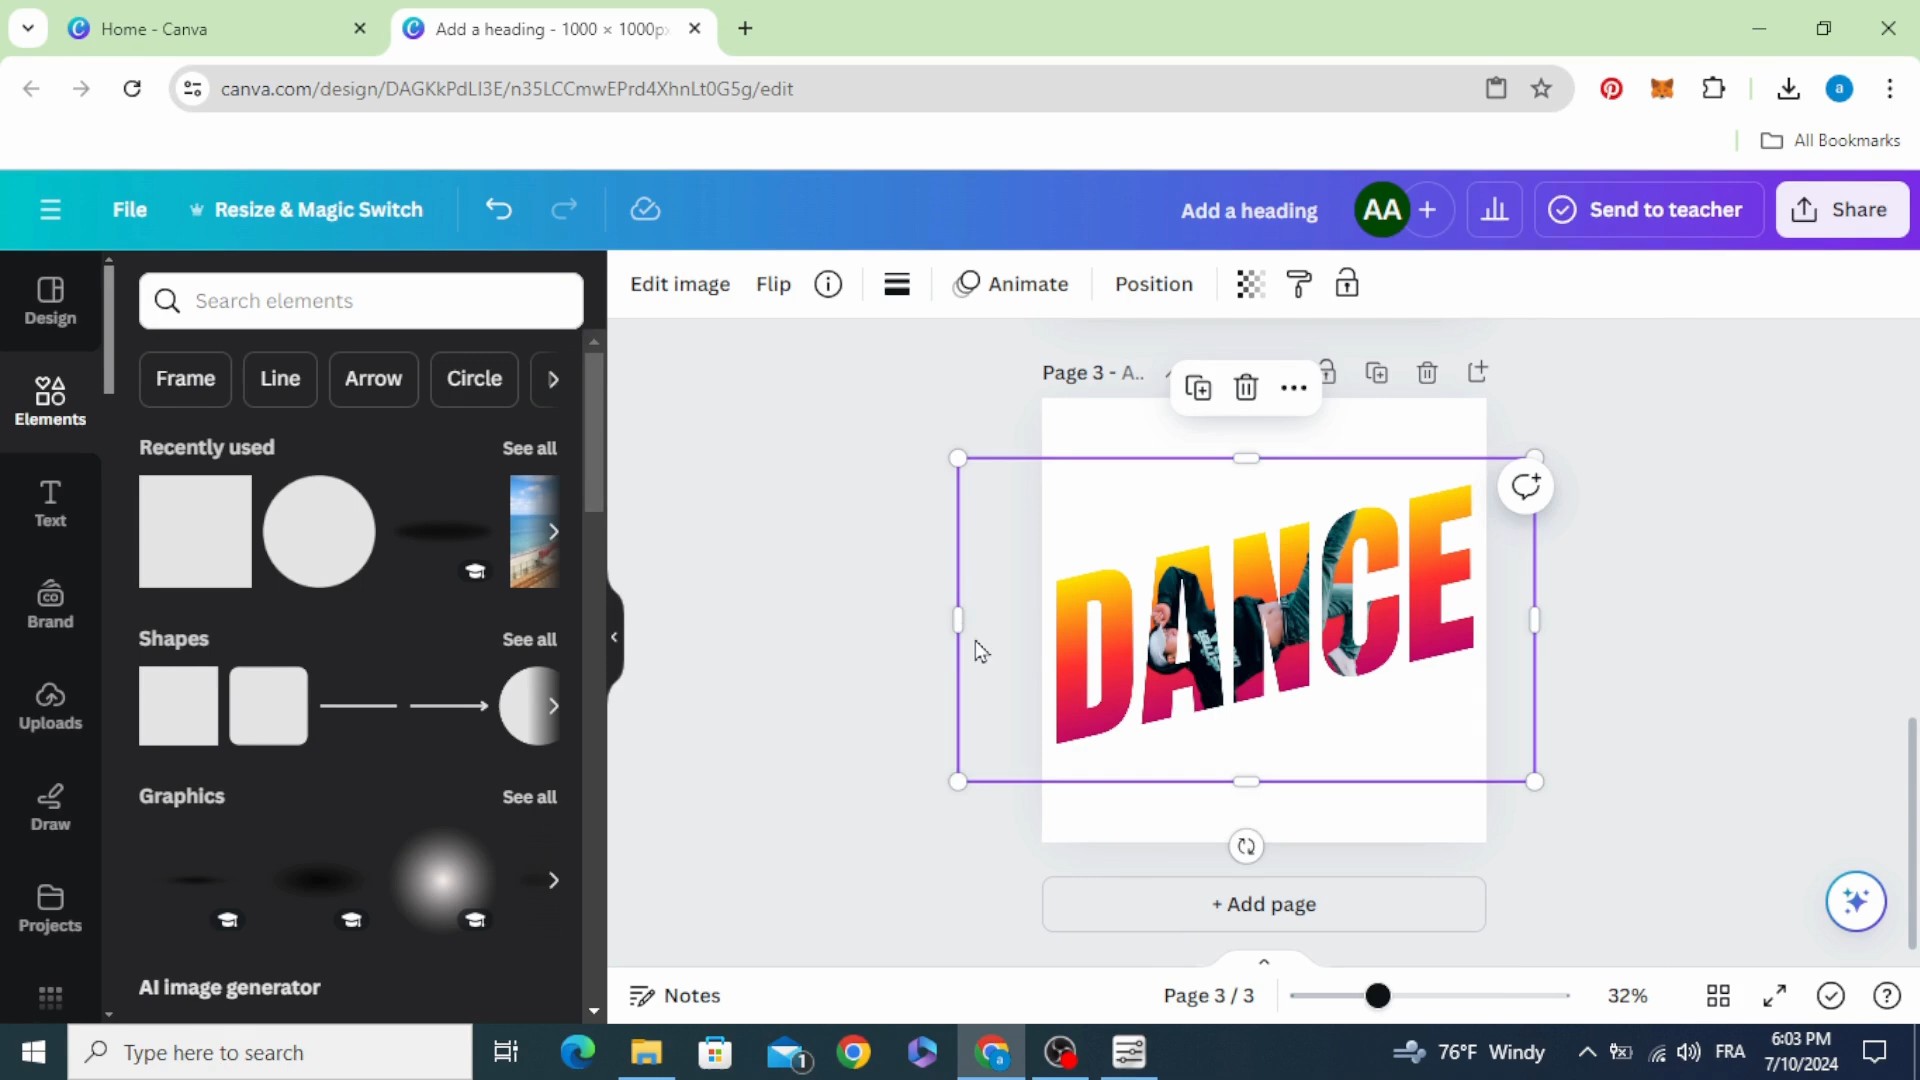 Home - Canva
Add a heading - 1000 × 1000px
canva.com/design/DAGKkPdLI3E/n35LCCmwEPrd4XhnLt0G5g/edit
a
All Bookmarks
File
Resize & Magic Switch
Add a heading
AA
Send to teacher
Share
Design
Elements
Text
Brand
Uploads
Draw
Projects
Search elements
Frame
Line
Arrow
Circle
Recently used
See all
Shapes
See all
Graphics
See all
AI image generator
Edit image
Flip
Animate
Position
Page 3 - A..
DANCE
+ Add page
Notes
Page 3 / 3
32%
Type here to search
1
76°F Windy
FRA
6:03 PM
7/10/2024